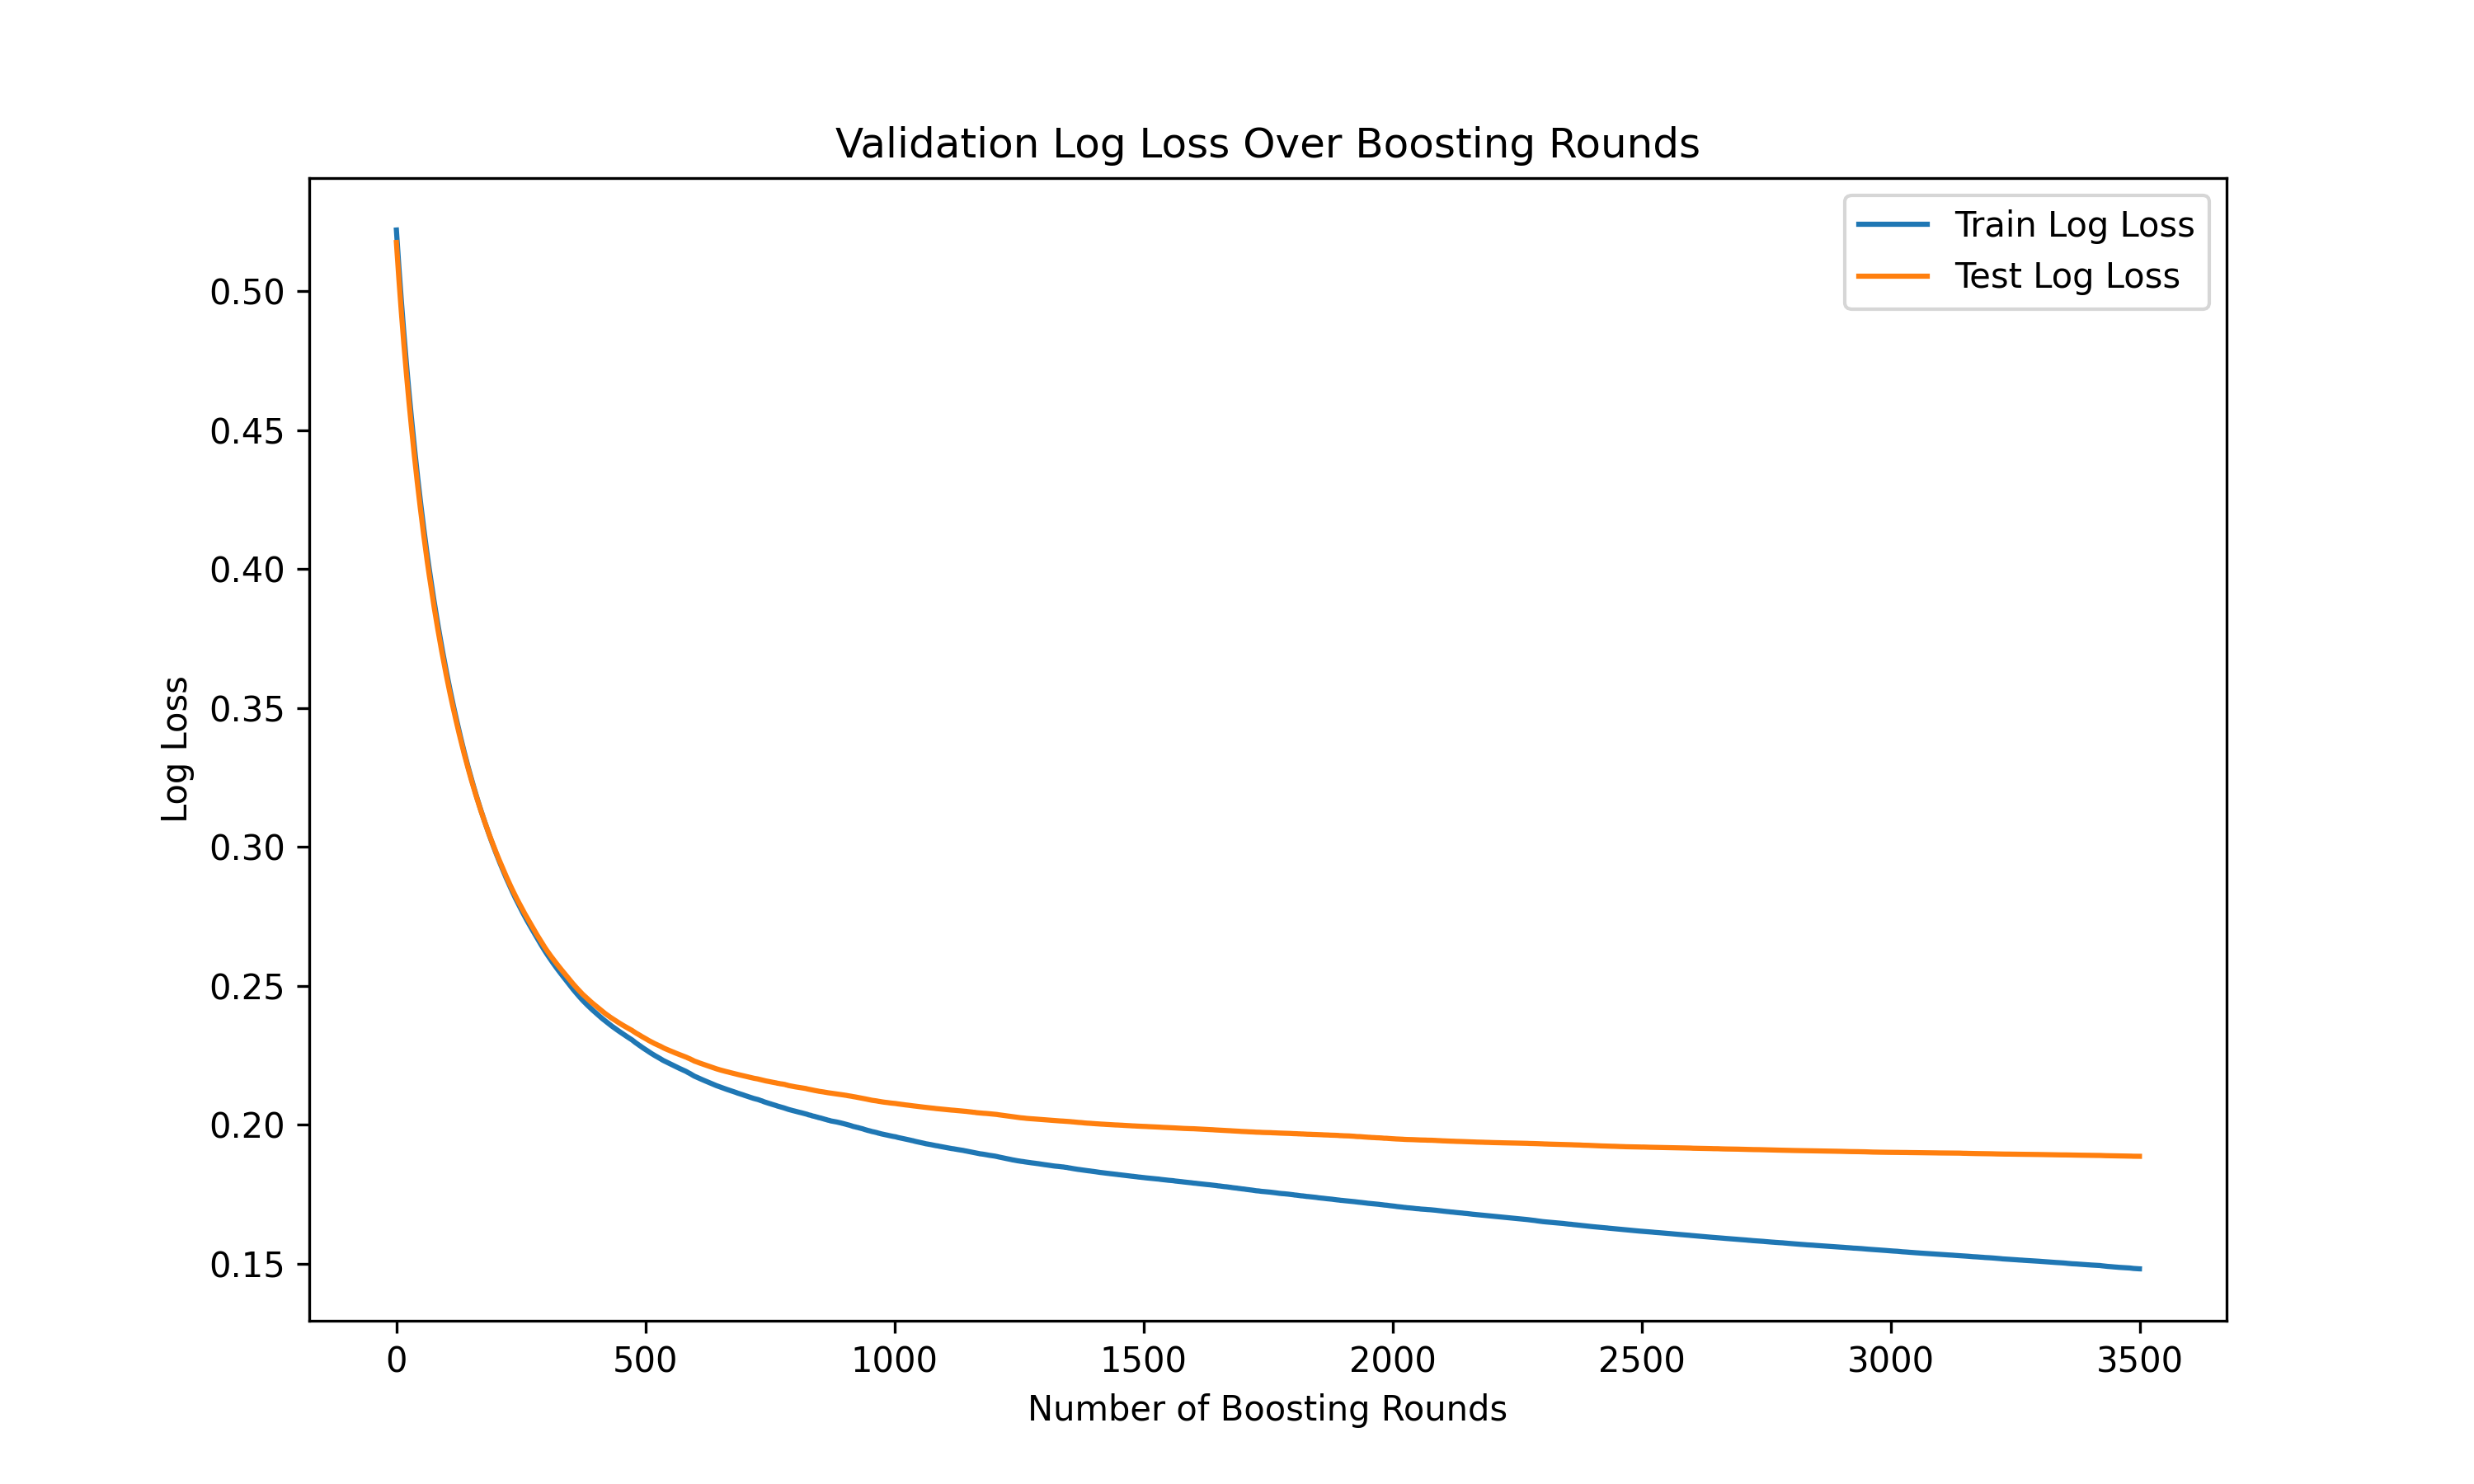 Validation Log Loss Over Boosting Rounds
Train Log Loss
Test Log Loss
0.50
0.45
0.40
0.35
0.30
0.25
0.20
0.15
Log Loss
0 500 1000 1500 2000 2500 3000 3500
Number of Boosting Rounds